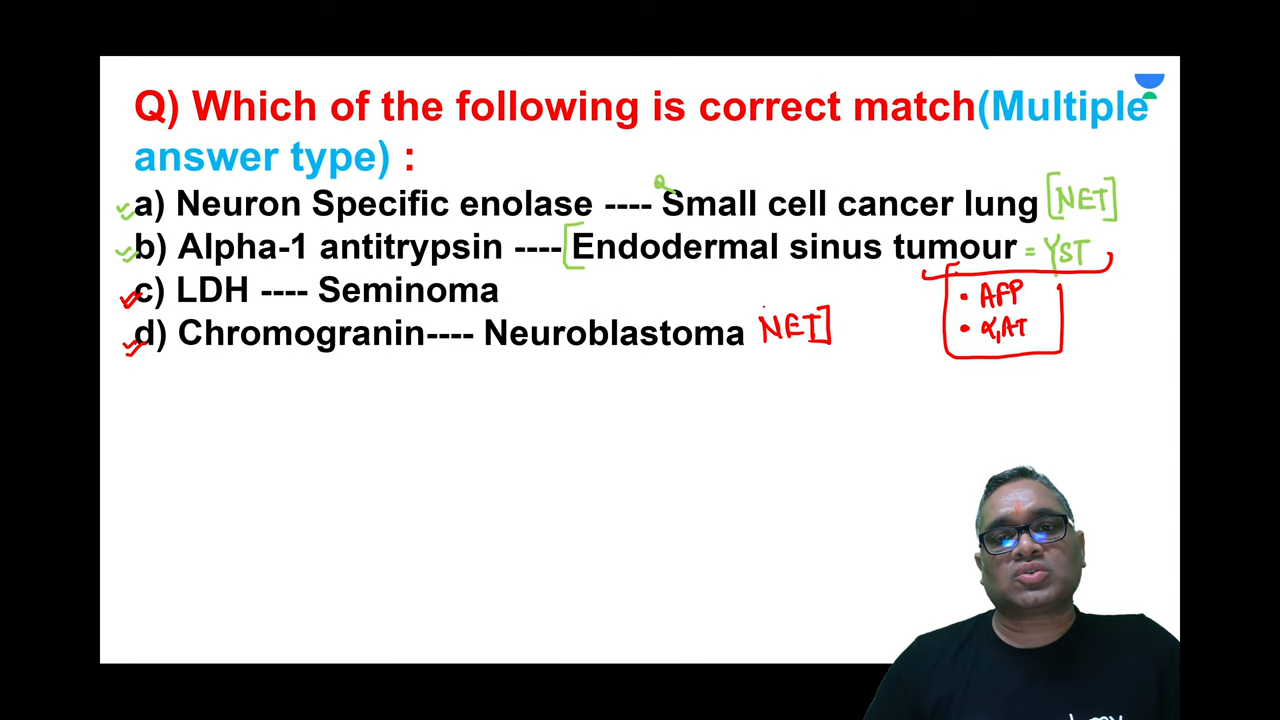 Q) Which of the following is correct match(Multiple
answer type) :
a) Neuron Specific enolase ---- Small cell cancer lung [NET]
b) Alpha-1 antitrypsin ---- [Endodermal sinus tumour = YST
c) LDH ---- Seminoma
d) Chromogranin---- Neuroblastoma NET]
• AFP
• α1AT